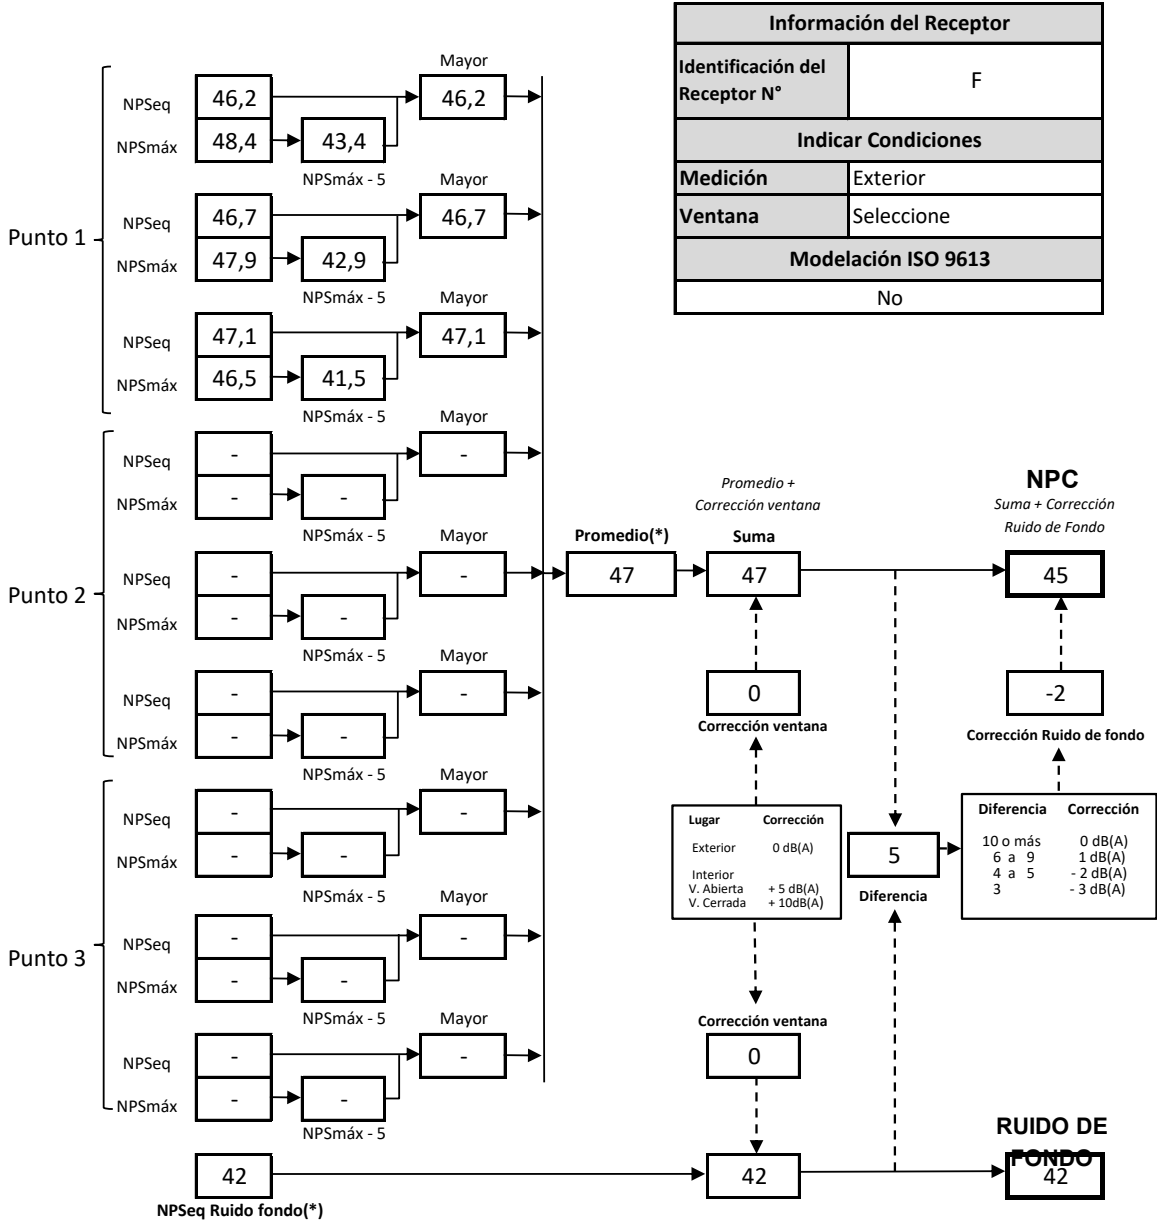 Información del Receptor
Identificación del
Receptor N°
F
Indicar Condiciones
Medición Exterior
Ventana Seleccione
Modelación ISO 9613
No
Punto 1
Mayor
NPSeq 46,2 46,2
NPSmáx 48,4 43,4
NPSmáx - 5
Mayor
NPSeq 46,7 46,7
NPSmáx 47,9 42,9
NPSmáx - 5
Mayor
NPSeq 47,1 47,1
NPSmáx 46,5 41,5
NPSmáx - 5
Punto 2
Mayor
NPSeq - -
NPSmáx - -
NPSmáx - 5
Mayor
NPSeq - -
NPSmáx - -
NPSmáx - 5
Mayor
NPSeq - -
NPSmáx - -
NPSmáx - 5
Punto 3
Mayor
NPSeq - -
NPSmáx - -
NPSmáx - 5
Mayor
NPSeq - -
NPSmáx - -
NPSmáx - 5
Mayor
NPSeq - -
NPSmáx - -
NPSmáx - 5
42
NPSeq Ruido fondo(*)
Promedio(*)
47
Promedio +
Corrección ventana
Suma
47
0
Corrección ventana
Lugar Corrección
Exterior 0 dB(A)
Interior
V. Abierta + 5 dB(A)
V. Cerrada + 10dB(A)
Corrección ventana
0
42
5
Diferencia
NPC
Suma + Corrección
Ruido de Fondo
45
-2
Corrección Ruido de fondo
Diferencia Corrección
10 o más 0 dB(A)
6 a 9 1 dB(A)
4 a 5 - 2 dB(A)
3 - 3 dB(A)
RUIDO DE
FONDO
42